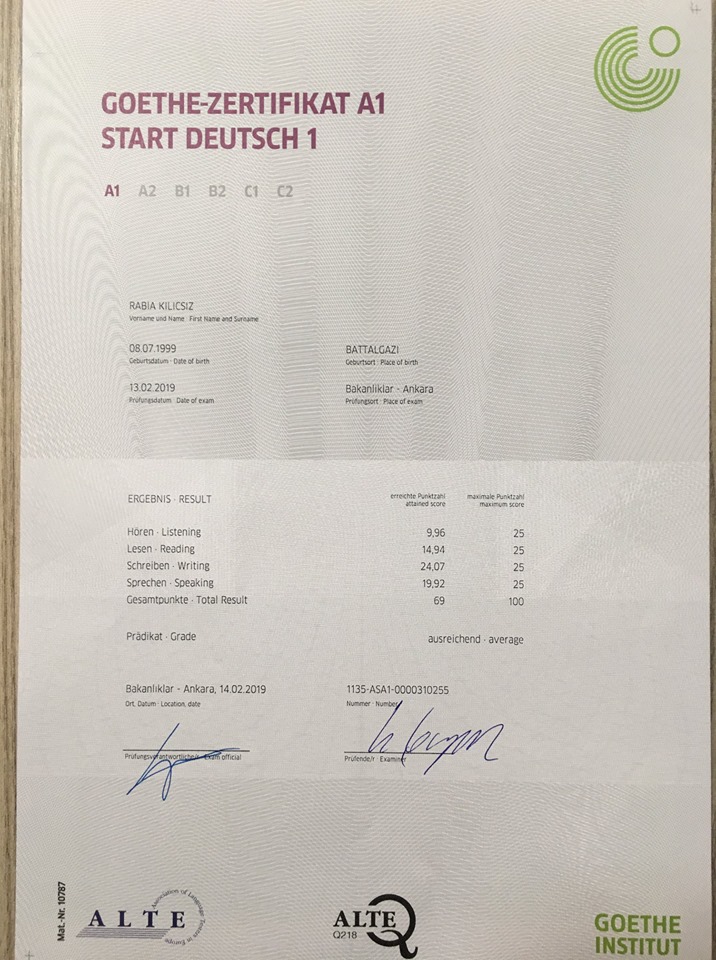 GOETHE-ZERTIFIKAT A1
START DEUTSCH 1
A1 A2 B1 B2 C1 C2
RABIA KILICSIZ
Vorname und Name · First Name and Surname
08.07.1999 BATTALGAZI
Geburtsdatum · Date of birth Geburtsort · Place of birth
13.02.2019 Bakanliklar - Ankara
Prüfungsdatum · Date of exam Prüfungsort · Place of exam
ERGEBNIS · RESULT erreichte Punktzahl maximale Punktzahl
attained score maximum score
Hören · Listening 9,96 25
Lesen · Reading 14,94 25
Schreiben · Writing 24,07 25
Sprechen · Speaking 19,92 25
Gesamtpunkte · Total Result 69 100
Prädikat · Grade ausreichend · average
Bakanliklar - Ankara, 14.02.2019 1135-ASA1-0000310255
Ort, Datum · Location, date Nummer · Number
Prüfungsverantwortliche/r · Exam official Prüfende/r · Examiner
Mat.-Nr. 10787
ALTE
Association of Language Testers in Europe
ALTE
Q218
GOETHE
INSTITUT